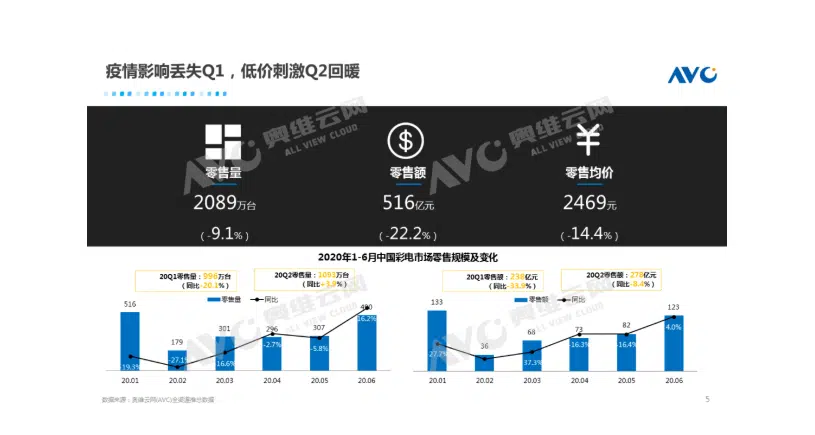 疫情影响丢失Q1，低价刺激Q2回暖
AVC
奥维云网
ALL VIEW CLOUD
零售量
2089万台
（-9.1%）
零售额
516亿元
（-22.2%）
零售均价
2469元
（-14.4%）
2020年1-6月中国彩电市场零售规模及变化
20Q1零售量：996万台
（同比-20.1%）
20Q2零售量：1093万台
（同比+3.9%）
零售量 同比
516
179
301
296
307
480
-19.3%
-27.1%
-16.6%
-2.7%
-5.8%
16.2%
20.01 20.02 20.03 20.04 20.05 20.06
20Q1零售额：238亿元
（同比-33.9%）
20Q2零售额：278亿元
（同比-8.4%）
零售额 同比
133
36
68
73
82
123
-27.2%
-37.3%
-16.3%
-16.4%
4.0%
20.01 20.02 20.03 20.04 20.05 20.06
数据来源：奥维云网(AVC)全渠道推总数据
5